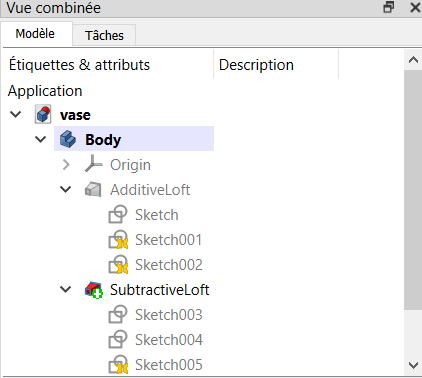 Vue combinée
Modèle Tâches
Étiquettes & attributs Description
Application
vase
Body
Origin
AdditiveLoft
Sketch
Sketch001
Sketch002
SubtractiveLoft
Sketch003
Sketch004
Sketch005